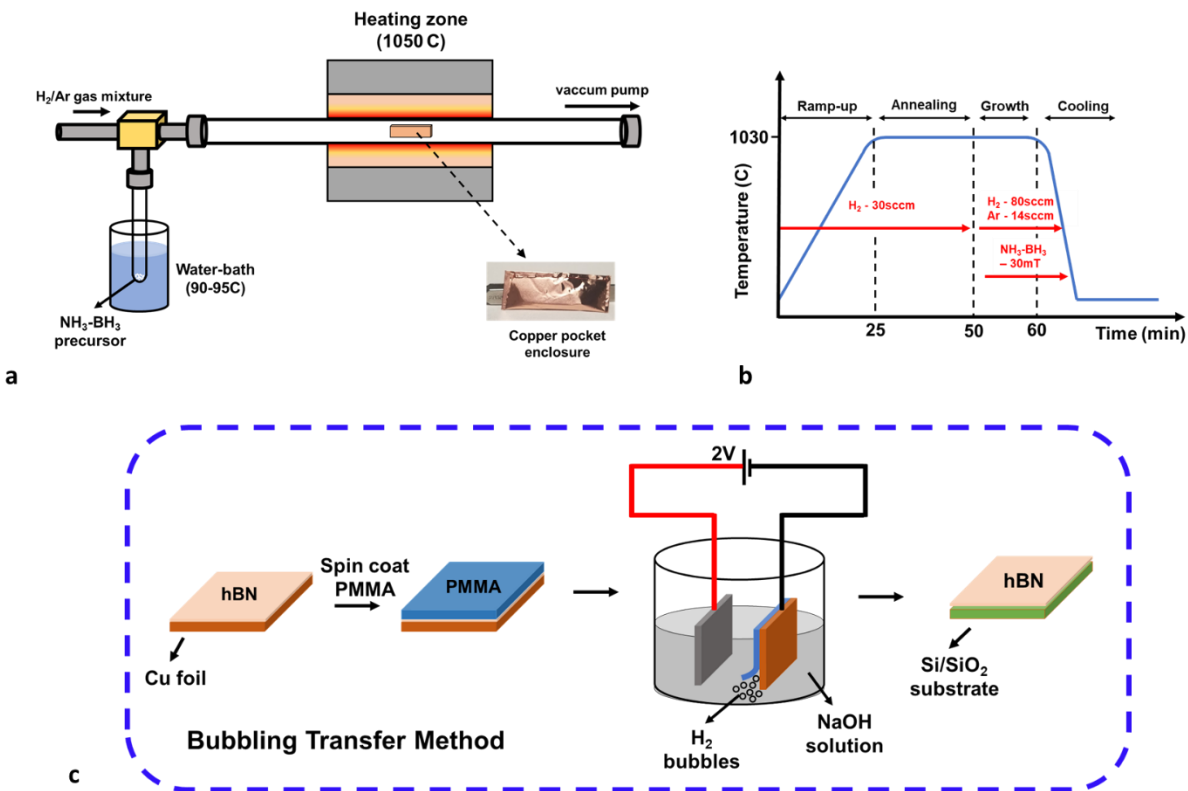 Heating zone
(1050 C)
H₂/Ar gas mixture
vaccum pump
Water-bath
(90-95C)
NH₃-BH₃
precursor
Copper pocket
enclosure
a
Ramp-up
Annealing
Growth
Cooling
1030
Temperature (C)
H₂ - 30sccm
H₂ - 80sccm
Ar - 14sccm
NH₃-BH₃
– 30mT
25
50
60
Time (min)
b
hBN
Cu foil
Spin coat
PMMA
PMMA
2V
H₂
bubbles
NaOH
solution
hBN
Si/SiO₂
substrate
Bubbling Transfer Method
c